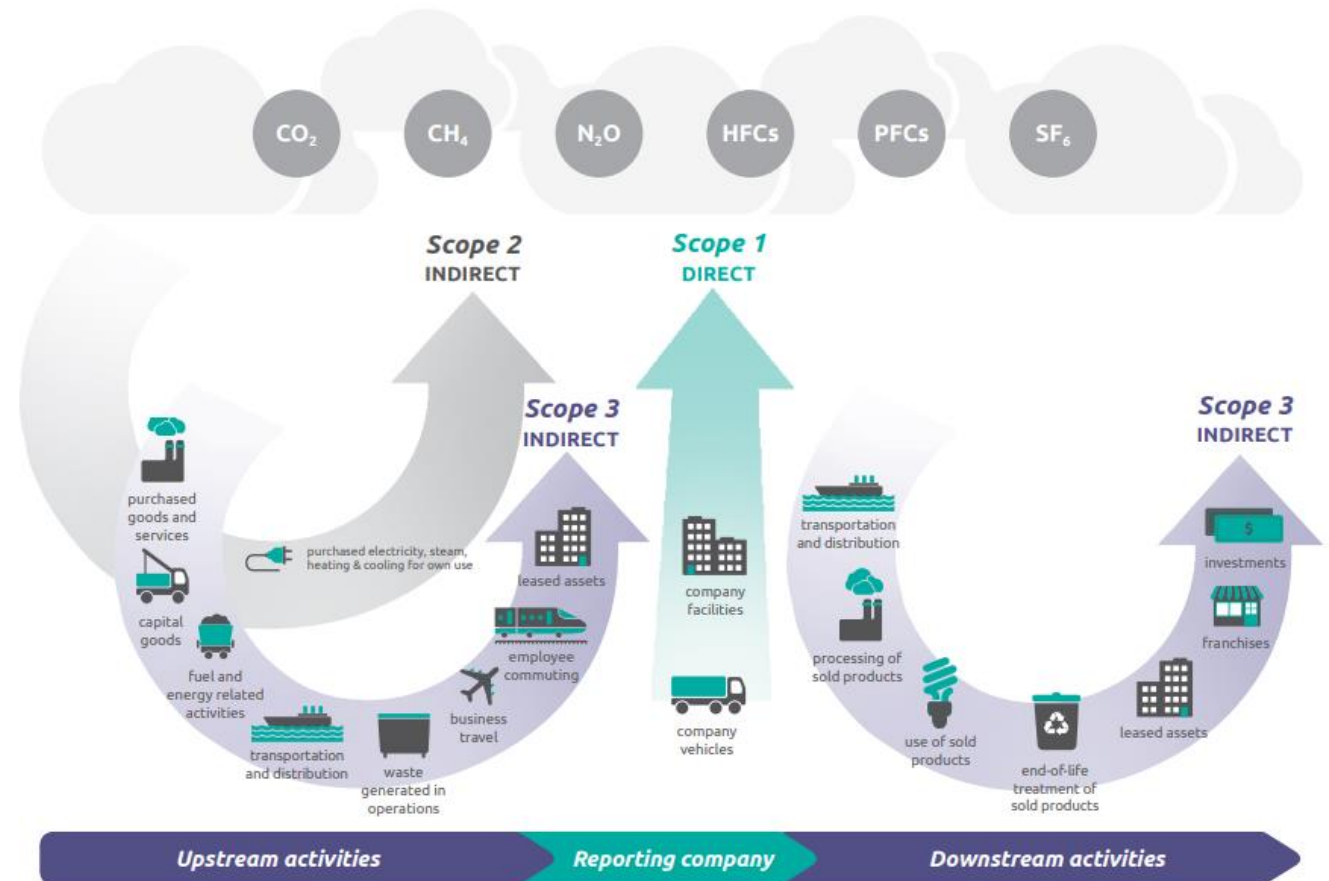 CO₂
CH₄
N₂O
HFCs
PFCs
SF₆
Scope 2
INDIRECT
Scope 1
DIRECT
Scope 3
INDIRECT
Scope 3
INDIRECT
purchased
goods and
services
capital
goods
fuel and
energy related
activities
purchased electricity, steam,
heating & cooling for own use
transportation
and distribution
waste
generated in
operations
business
travel
employee
commuting
leased assets
company
facilities
company
vehicles
transportation
and distribution
processing of
sold products
use of sold
products
end-of-life
treatment of
sold products
leased assets
franchises
$
investments
Upstream activities
Reporting company
Downstream activities